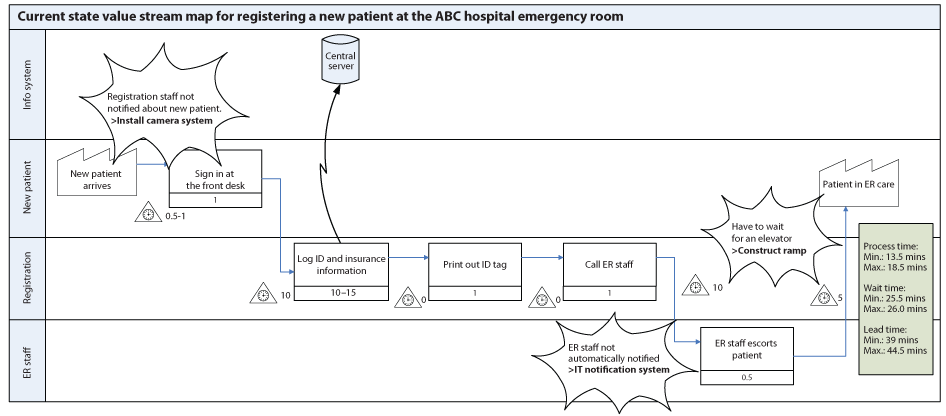 Current state value stream map for registering a new patient at the ABC hospital emergency room
Info system
Central
server
Registration staff not
notified about new patient.
>Install camera system
New patient
New patient
arrives
Sign in at
the front desk
1
0.5-1
Patient in ER care
Have to wait
for an elevator
>Construct ramp
Registration
Log ID and insurance
information
10–15
10
Print out ID tag
1
0
Call ER staff
1
0
10
5
Process time:
Min.: 13.5 mins
Max.: 18.5 mins
Wait time:
Min.: 25.5 mins
Max.: 26.0 mins
Lead time:
Min.: 39 mins
Max.: 44.5 mins
ER staff
ER staff not
automatically notified
>IT notification system
ER staff escorts
patient
0.5